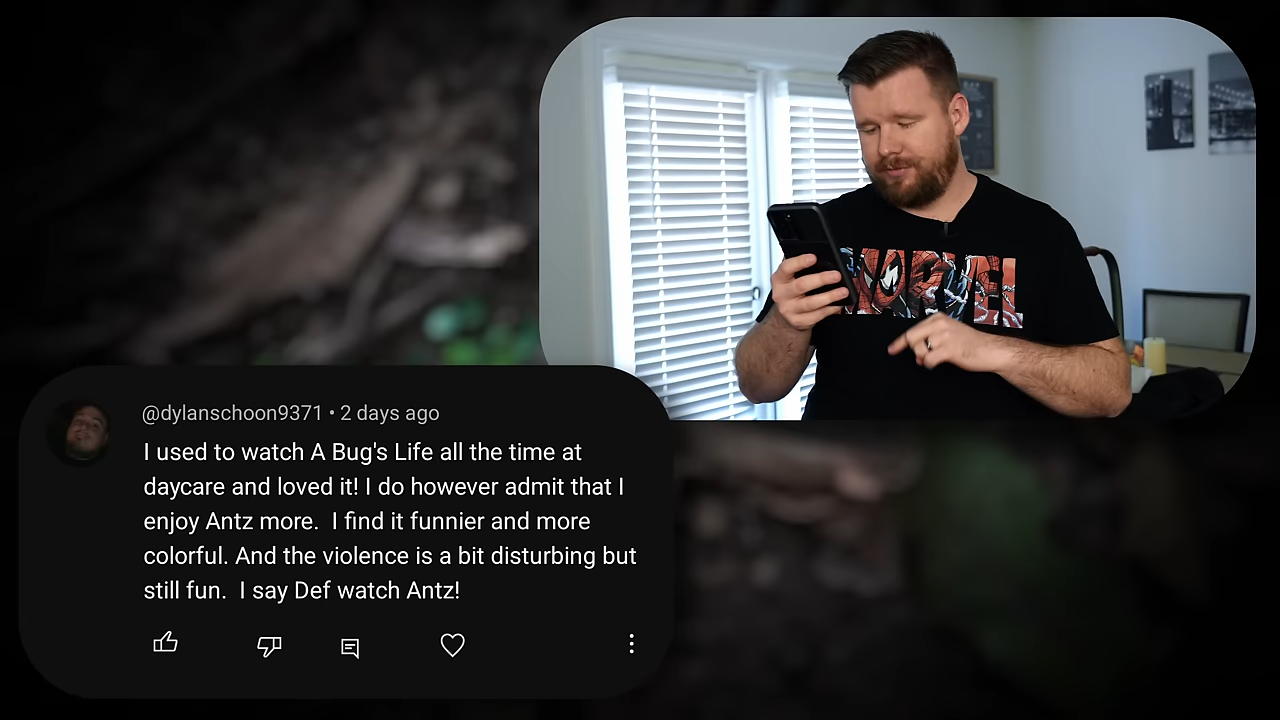 MARVEL
@dylanschoon9371 • 2 days ago
I used to watch A Bug's Life all the time at
daycare and loved it! I do however admit that I
enjoy Antz more.  I find it funnier and more
colorful. And the violence is a bit disturbing but
still fun.  I say Def watch Antz!